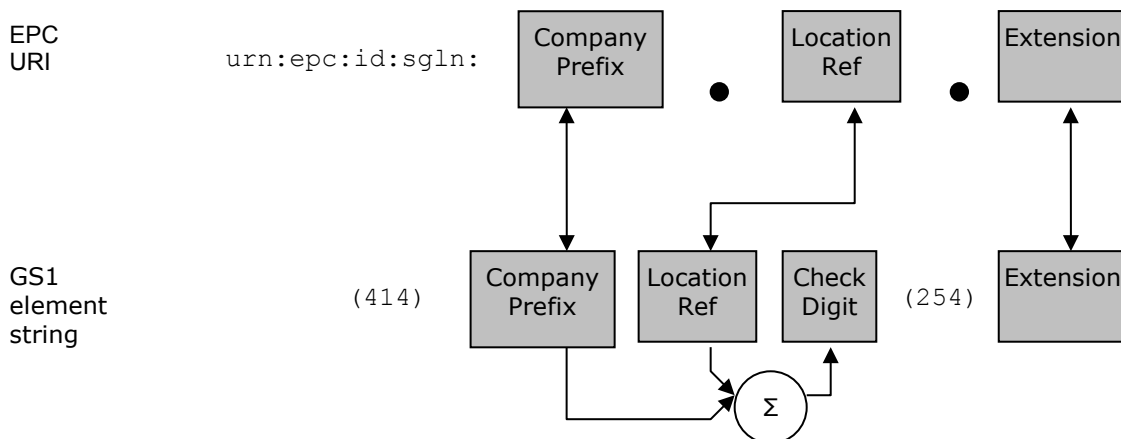 EPC
URI
urn:epc:id:sgln:
Company
Prefix
Location
Ref
Extension
GS1
element
string
(414)
Company
Prefix
Location
Ref
Check
Digit
(254)
Extension
Σ